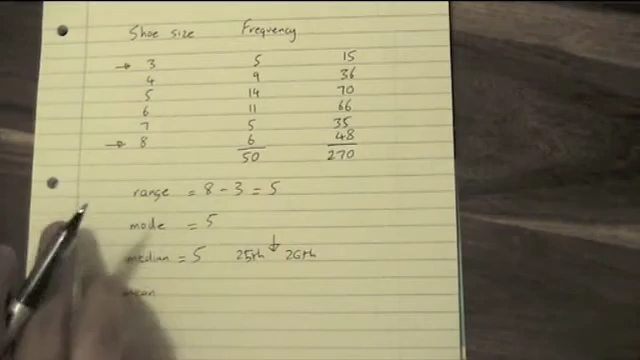 Shoe size Frequency
→ 3 5 15
4 9 36
5 14 70
6 11 66
7 5 35
→ 8 6 48
50 270
range = 8 - 3 = 5
mode = 5
median = 5 25th ↓ 26th
mean